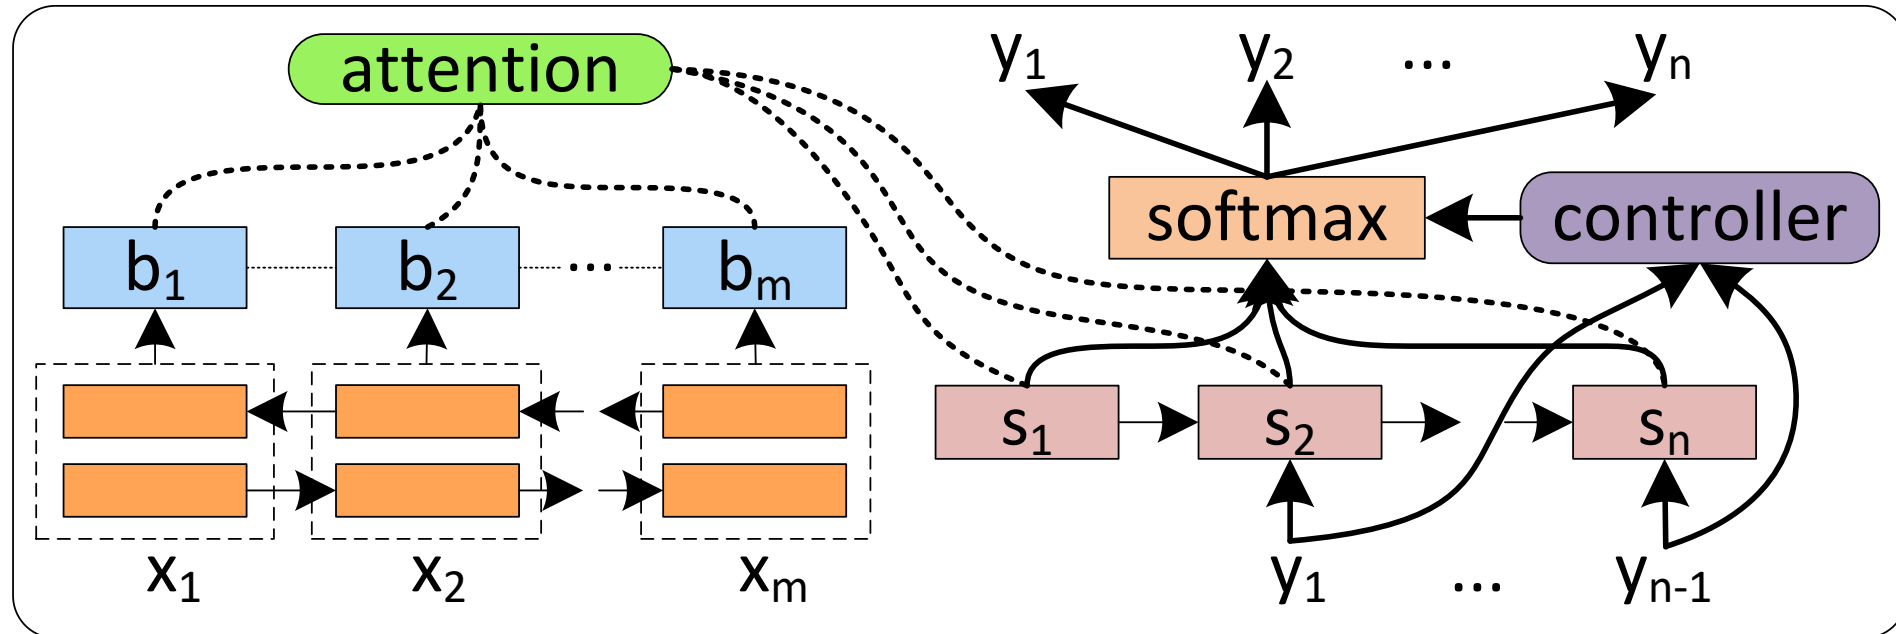 attention
y1 y2 ... yn
softmax controller
b1 b2 ... bm
s1 s2 sn
x1 x2 xm
y1 ... yn-1